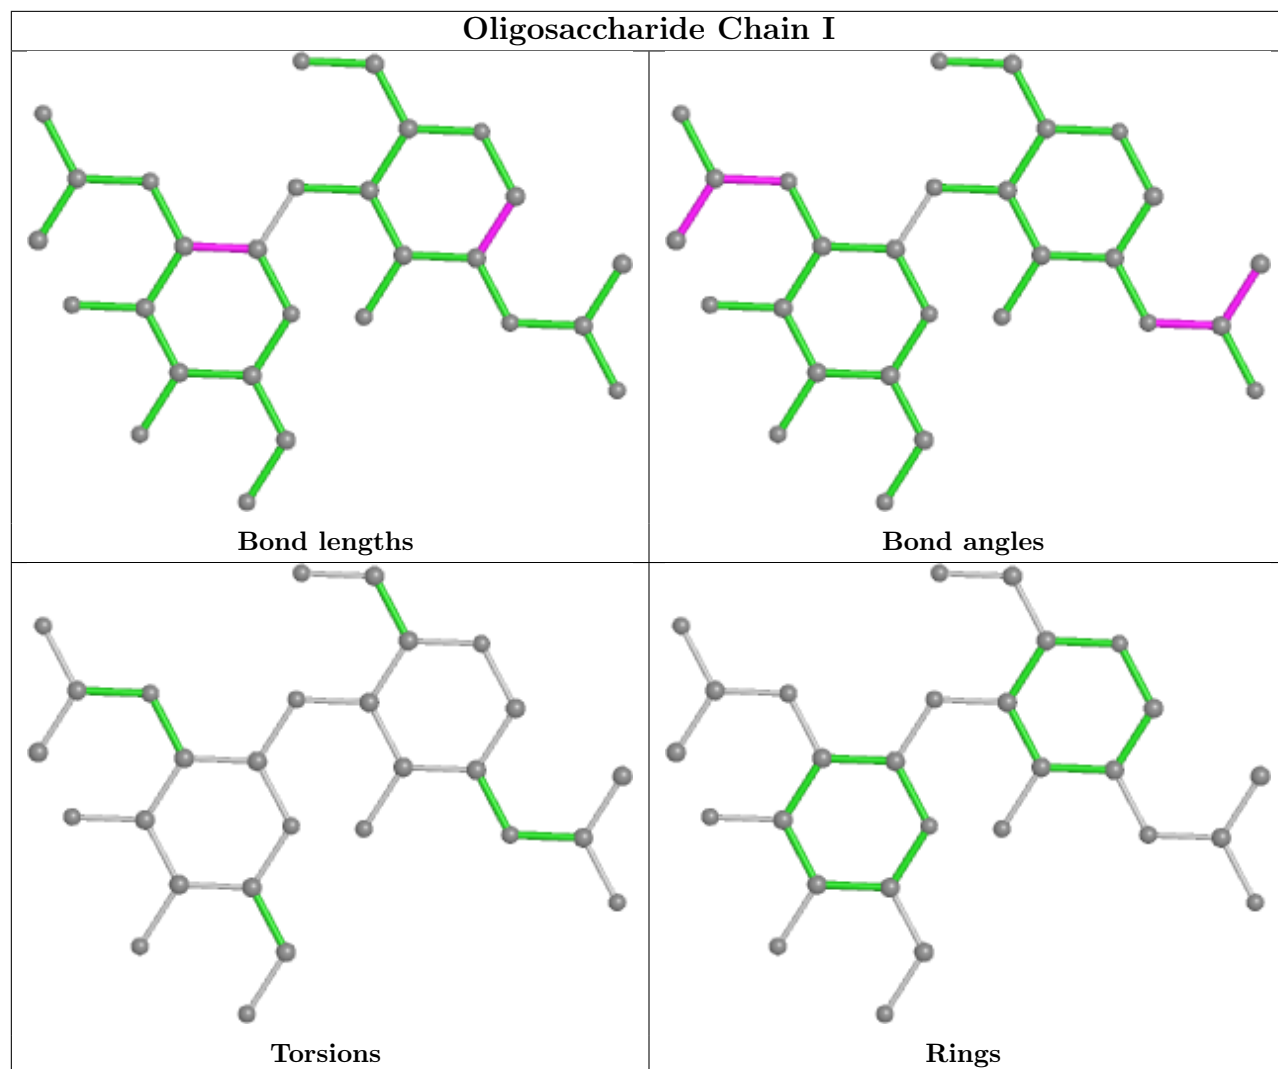 Oligosaccharide Chain I
Bond lengths
Bond angles
Torsions
Rings